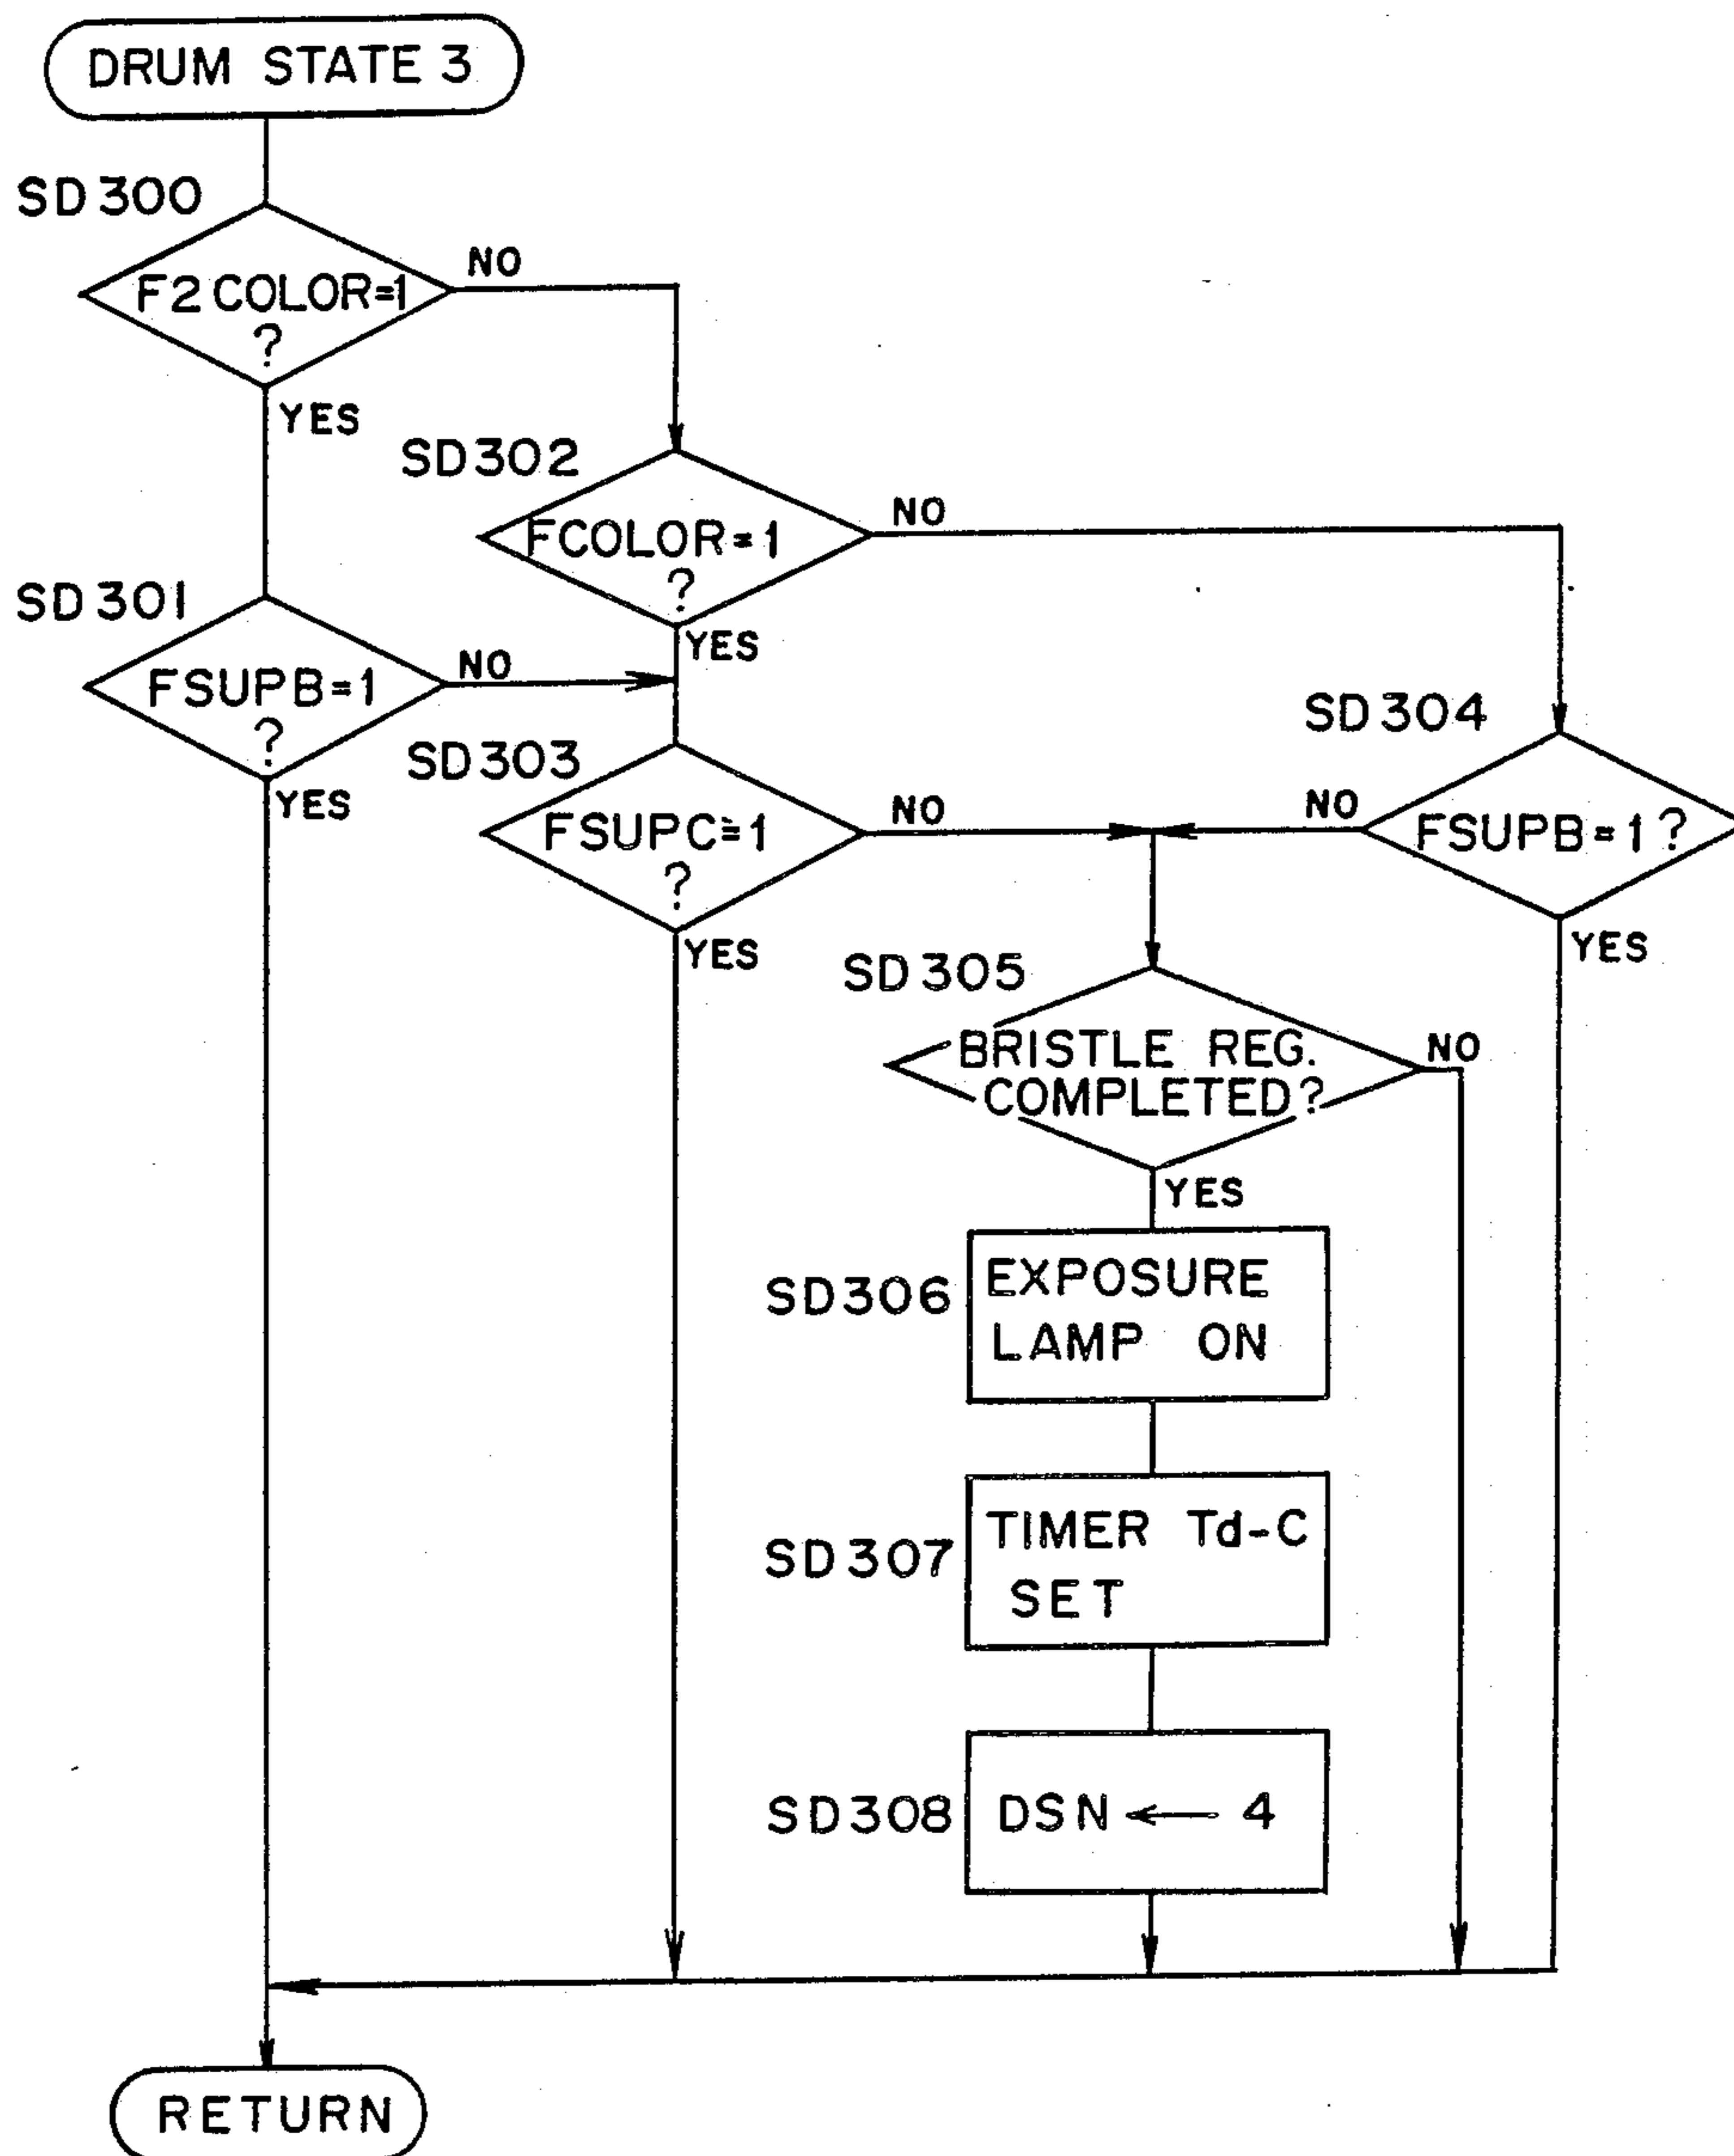 DRUM STATE 3
SD300
F2COLOR=1
?
NO
YES
SD302
FCOLOR=1
?
NO
YES
SD301
FSUPB=1
?
NO
YES
SD303
FSUPC=1
?
NO
YES
SD304
FSUPB=1?
NO
YES
SD305
BRISTLE REG.
COMPLETED?
NO
YES
SD306
EXPOSURE
LAMP ON
SD307
TIMER Td-C
SET
SD308
DSN ← 4
RETURN